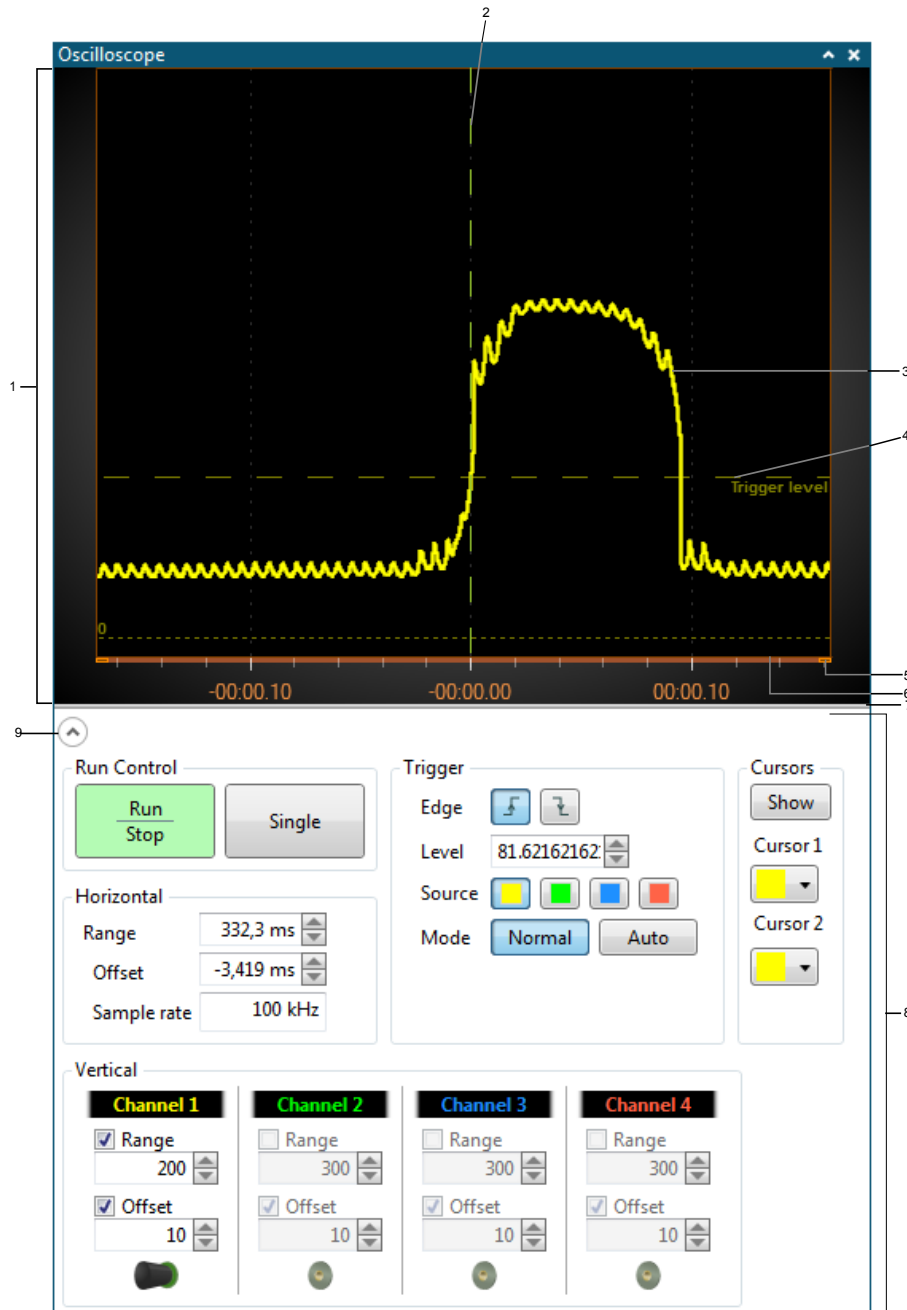 2
Oscilloscope
1
3
4
Trigger level
0
5
6
-00:00.10 -00:00.00 00:00.10
9
Run Control
Run
Stop
Single
Horizontal
Range 332,3 ms
Offset -3,419 ms
Sample rate 100 kHz
Trigger
Edge
Level 81.62162162
Source
Mode Normal Auto
Cursors
Show
Cursor 1
Cursor 2
8
Vertical
Channel 1 Channel 2 Channel 3 Channel 4
Range Range Range Range
200 300 300 300
Offset Offset Offset Offset
10 10 10 10